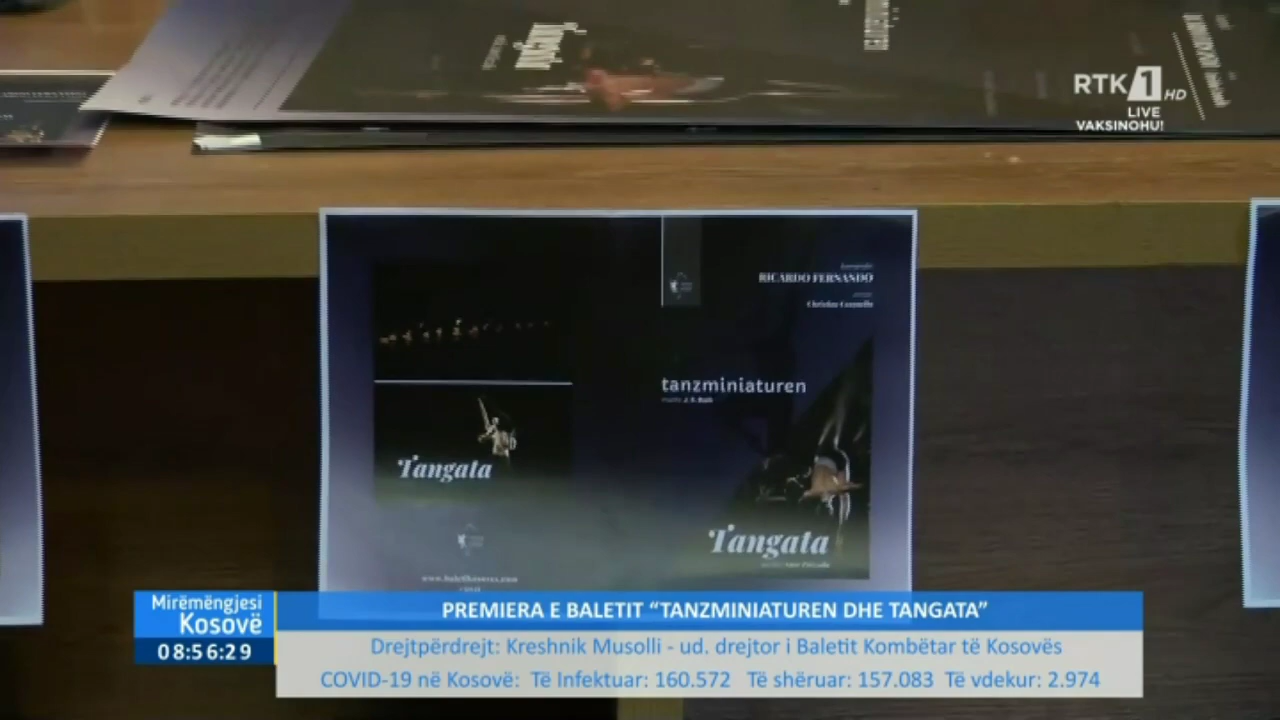 RTK 1 HD
LIVE
VAKSINOHU!
RICARDO FERNANDO
tanzminiaturen
Tangata
Tangata
Mirëmëngjesi
Kosovë
08:56:29
PREMIERA E BALETIT “TANZMINIATUREN DHE TANGATA”
Drejtpërdrejt: Kreshnik Musolli - ud. drejtor i Baletit Kombëtar të Kosovës
COVID-19 në Kosovë: Të Infektuar: 160.572 Të shëruar: 157.083 Të vdekur: 2.974